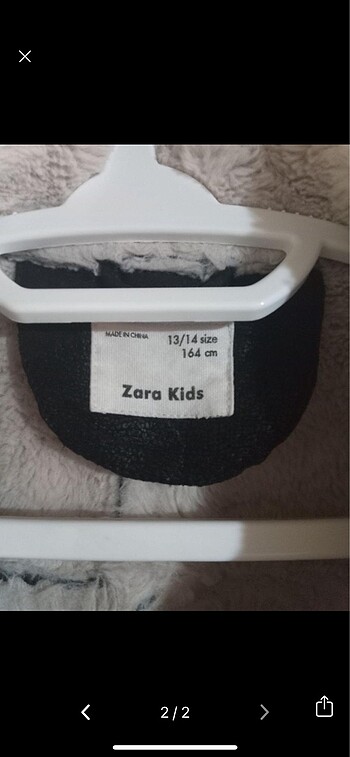 MADE IN CHINA
13/14 size
164 cm
Zara Kids
2/2